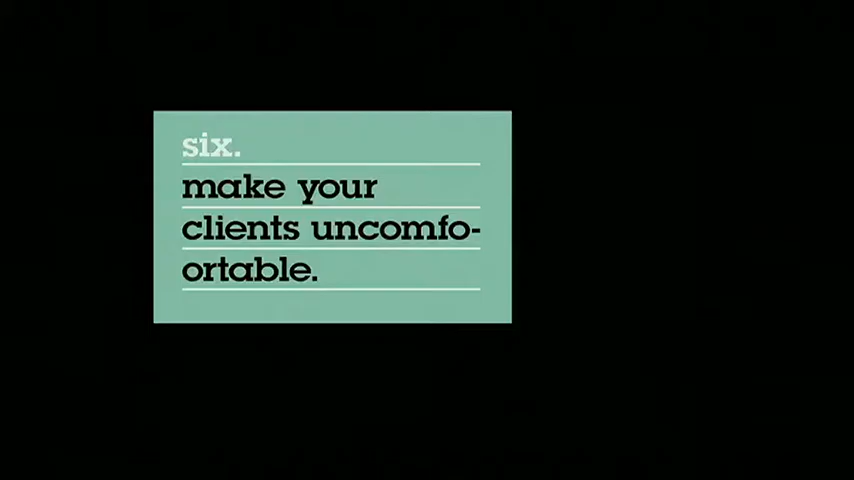 six.
make your
clients uncomfo-
ortable.